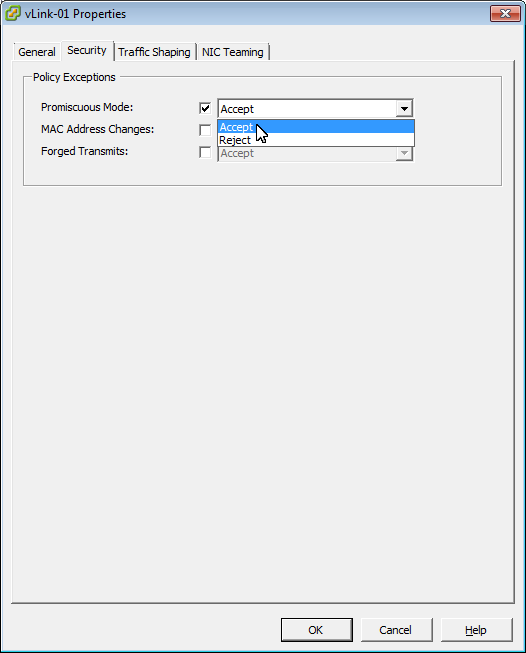 vLink-01 Properties
General Security Traffic Shaping NIC Teaming
Policy Exceptions
Promiscuous Mode: Accept
MAC Address Changes: Accept
Reject
Forged Transmits: Accept
OK Cancel Help